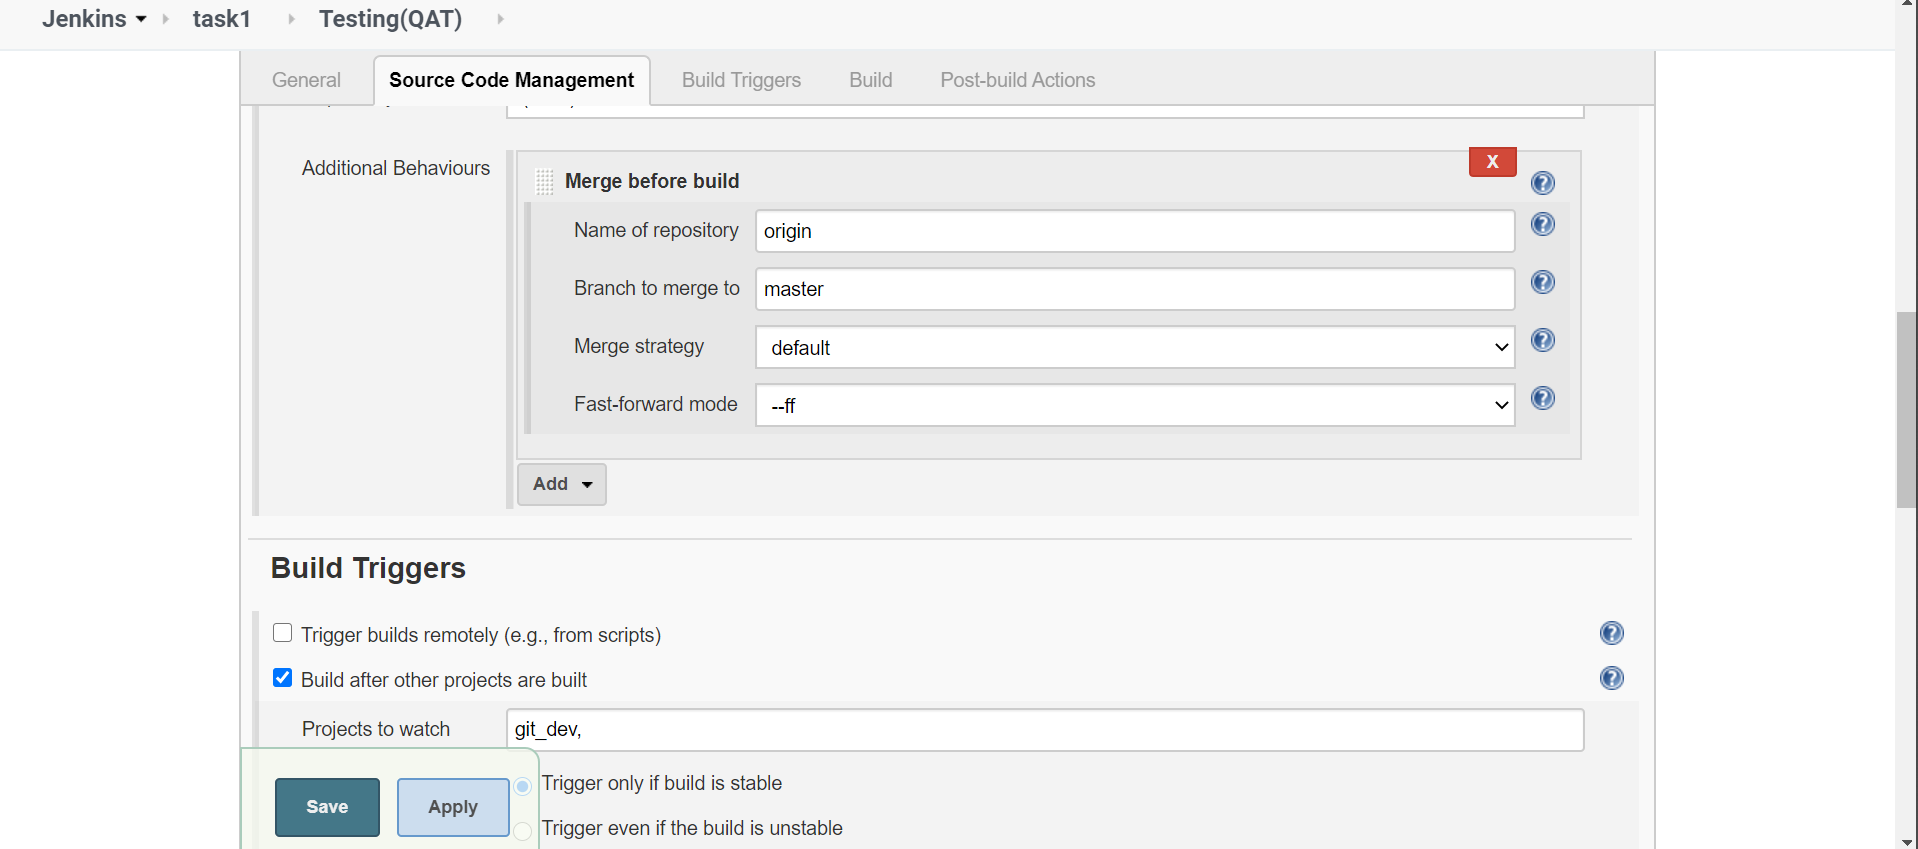 Jenkins task1 Testing(QAT)
General Source Code Management Build Triggers Build Post-build Actions
Additional Behaviours
X
Merge before build
Name of repository origin
Branch to merge to master
Merge strategy default
Fast-forward mode --ff
Add
Build Triggers
Trigger builds remotely (e.g., from scripts)
Build after other projects are built
Projects to watch git_dev,
Trigger only if build is stable
Save Apply
Trigger even if the build is unstable